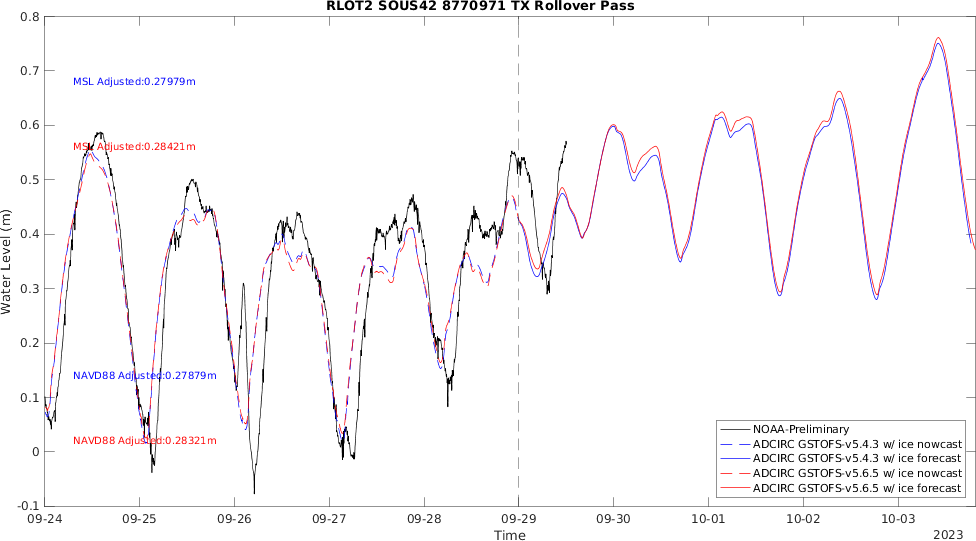 RLOT2 SOUS42 8770971 TX Rollover Pass
0.8
0.7
0.6
0.5
0.4
0.3
0.2
0.1
0
-0.1
Water Level (m)
MSL Adjusted:0.27979m
MSL Adjusted:0.28421m
NAVD88 Adjusted:0.27879m
NAVD88 Adjusted:0.28321m
NOAA-Preliminary
ADCIRC GSTOFS-v5.4.3 w/ ice nowcast
ADCIRC GSTOFS-v5.4.3 w/ ice forecast
ADCIRC GSTOFS-v5.6.5 w/ ice nowcast
ADCIRC GSTOFS-v5.6.5 w/ ice forecast
09-24 09-25 09-26 09-27 09-28 09-29 09-30 10-01 10-02 10-03
Time
2023